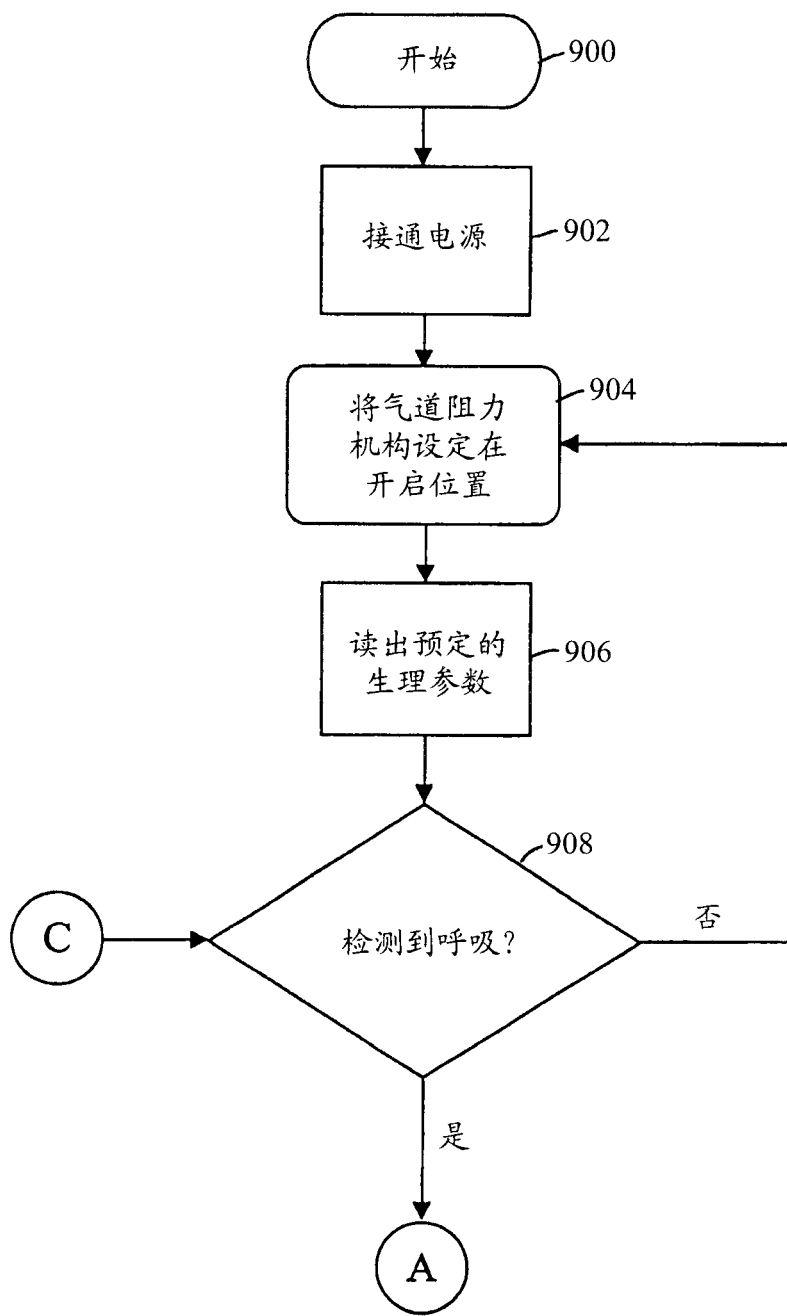 开始
900
接通电源
902
将气道阻力
机构设定在
开启位置
904
读出预定的
生理参数
906
908
C
检测到呼吸?
否
是
A